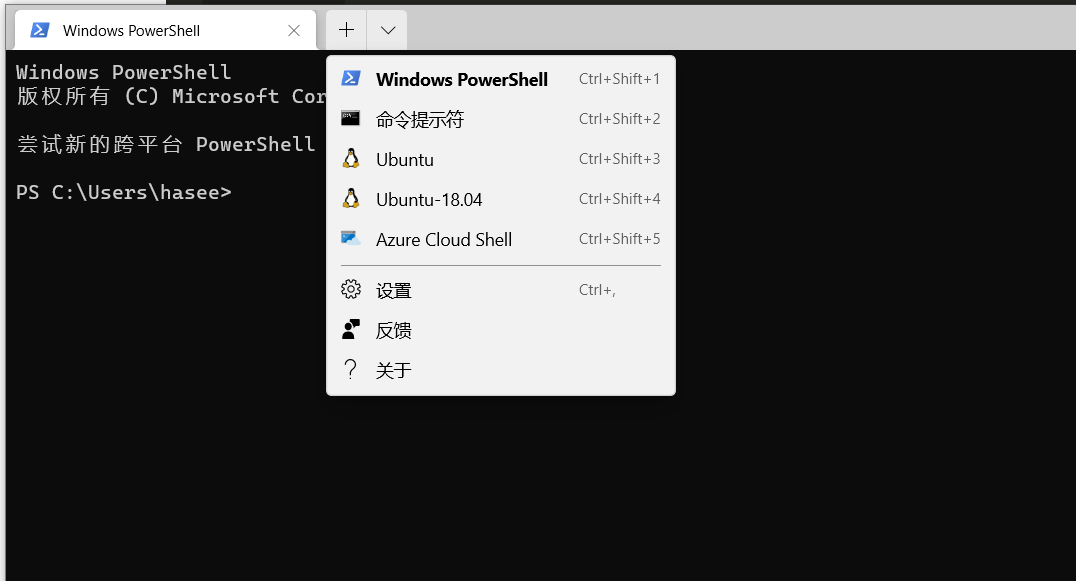 Windows PowerShell
Windows PowerShell
版权所有 (C) Microsoft Cor
尝试新的跨平台 PowerShell
PS C:\Users\hasee>
Windows PowerShell Ctrl+Shift+1
命令提示符 Ctrl+Shift+2
Ubuntu Ctrl+Shift+3
Ubuntu-18.04 Ctrl+Shift+4
Azure Cloud Shell Ctrl+Shift+5
设置 Ctrl+,
反馈
关于